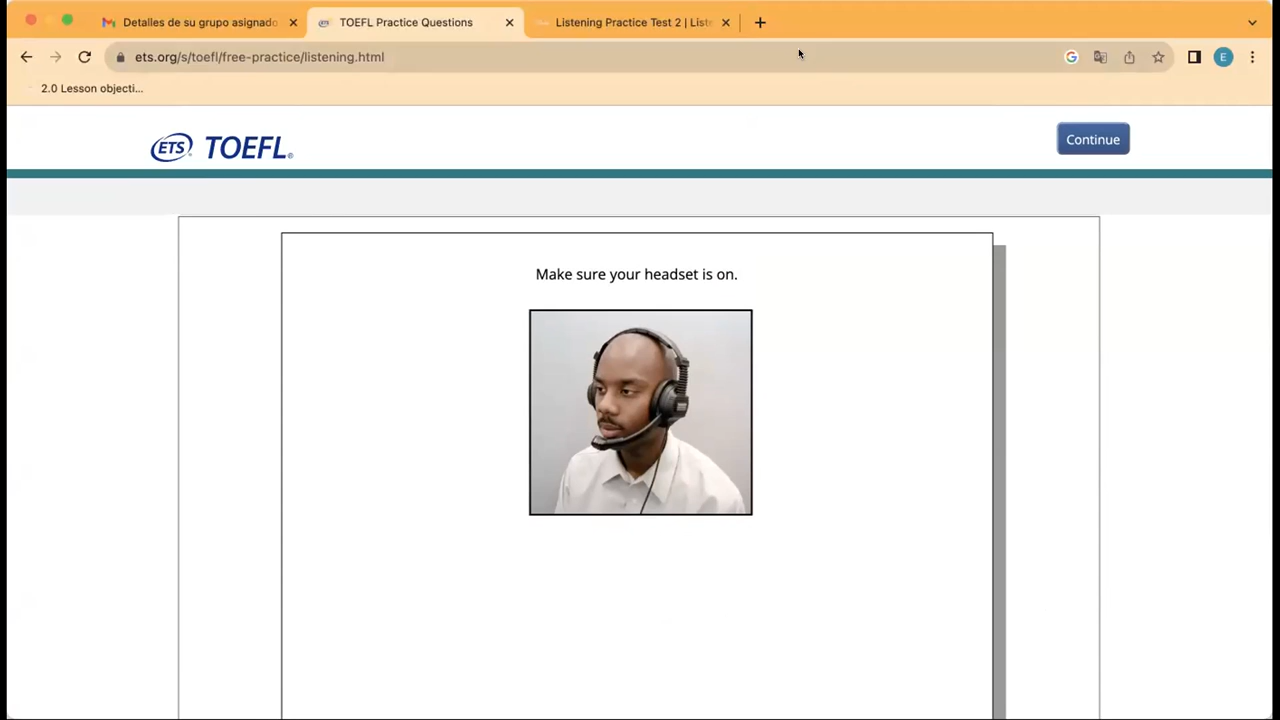 Detalles de su grupo asignado
TOEFL Practice Questions
Listening Practice Test 2 | Liste
ets.org/s/toefl/free-practice/listening.html
E
2.0 Lesson objecti...
ETS TOEFL®
Continue
Make sure your headset is on.